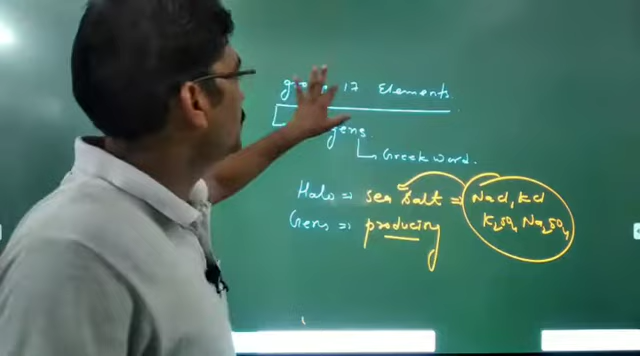 17 Elements.
gens
Greek word.
Halo => sea salt => NaCl, KCl
K2SO4 Na2SO4
Gens => producing